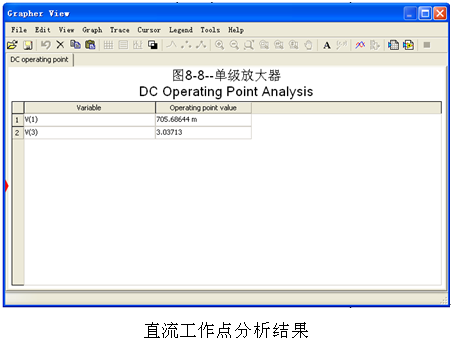 Grapher View
File Edit View Graph Trace Cursor Legend Tools Help
A
DC operating point
图8-8--单级放大器
DC Operating Point Analysis
Variable Operating point value
1 V(1) 705.68644 m
2 V(3) 3.03713
直流工作点分析结果